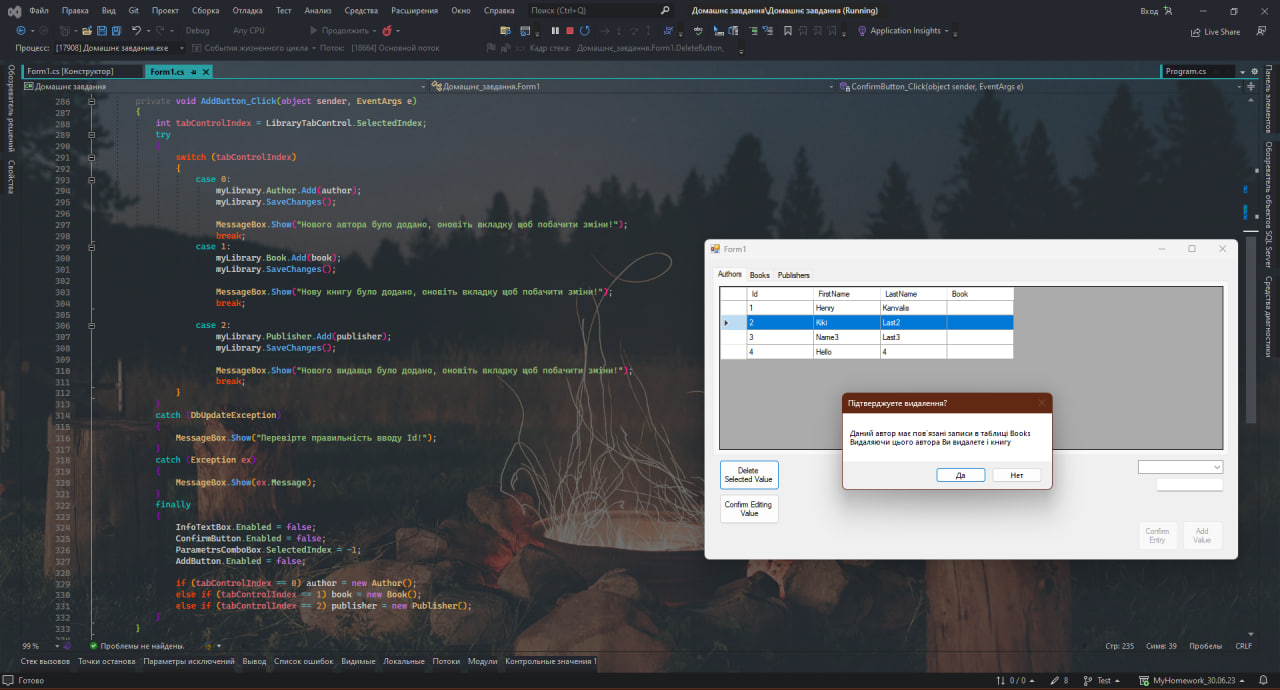 Файл Правка Вид Git Проект Сборка Отладка Тест Анализ Средства Расширения Окно Справка Поиск (Ctrl+Q) Домашнє завдання\Домашнє завдання (Running) Вход
Debug Any CPU Продолжить Application Insights Live Share
Процесс: [17908] Домашнє завдання.exe События жизненного цикла Поток: [18664] Основной поток Кадр стека: Домашнє_завдання.Form1.DeleteButton_
Form1.cs [Конструктор] Form1.cs Program.cs
Домашнє завдання Домашнє_завдання.Form1 ConfirmButton_Click(object sender, EventArgs e)
Обозреватель решений Свойства
Панель элементов Обозреватель объектов SQL Server Средства диагностики
286 private void AddButton_Click(object sender, EventArgs e)
287 {
288 int tabControlIndex = LibraryTabControl.SelectedIndex;
289 try
290 {
291 switch (tabControlIndex)
292 {
293 case 0:
294 myLibrary.Author.Add(author);
295 myLibrary.SaveChanges();
296
297 MessageBox.Show("Нового автора було додано, оновіть вкладку щоб побачити зміни!");
298 break;
299 case 1:
300 myLibrary.Book.Add(book);
301 myLibrary.SaveChanges();
302
303 MessageBox.Show("Нову книгу було додано, оновіть вкладку щоб побачити зміни!");
304 break;
305
306 case 2:
307 myLibrary.Publisher.Add(publisher);
308 myLibrary.SaveChanges();
309
310 MessageBox.Show("Нового видавця було додано, оновіть вкладку щоб побачити зміни!");
311 break;
312 }
313 }
314 catch (DbUpdateException)
315 {
316 MessageBox.Show("Перевірте правильність вводу Id!");
317 }
318 catch (Exception ex)
319 {
320 MessageBox.Show(ex.Message);
321 }
322 finally
323 {
324 InfoTextBox.Enabled = false;
325 ConfirmButton.Enabled = false;
326 ParametrsComboBox.SelectedIndex = -1;
327 AddButton.Enabled = false;
328
329 if (tabControlIndex == 0) author = new Author();
330 else if (tabControlIndex == 1) book = new Book();
331 else if (tabControlIndex == 2) publisher = new Publisher();
332 }
333 }
Form1
Authors Books Publishers
Id FirstName LastName Book
1 Henry Kanvalis
2 Kiki Last2
3 Name3 Last3
4 Hello 4
Підтверджуєте видалення?
Даний автор має пов`язані записи в таблиці Books
Видаляючи цього автора Ви видалете і книгу
Да Нет
Delete
Selected Value
Confirm Editing
Value
Confirm
Entry
Add
Value
99 % Проблемы не найдены. Стр: 235 Симв: 39 Пробелы CRLF
Стек вызовов Точки останова Параметры исключений Вывод Список ошибок Видимые Локальные Потоки Модули Контрольные значения 1
Готово 0 / 0 8 Test MyHomework_30.06.23